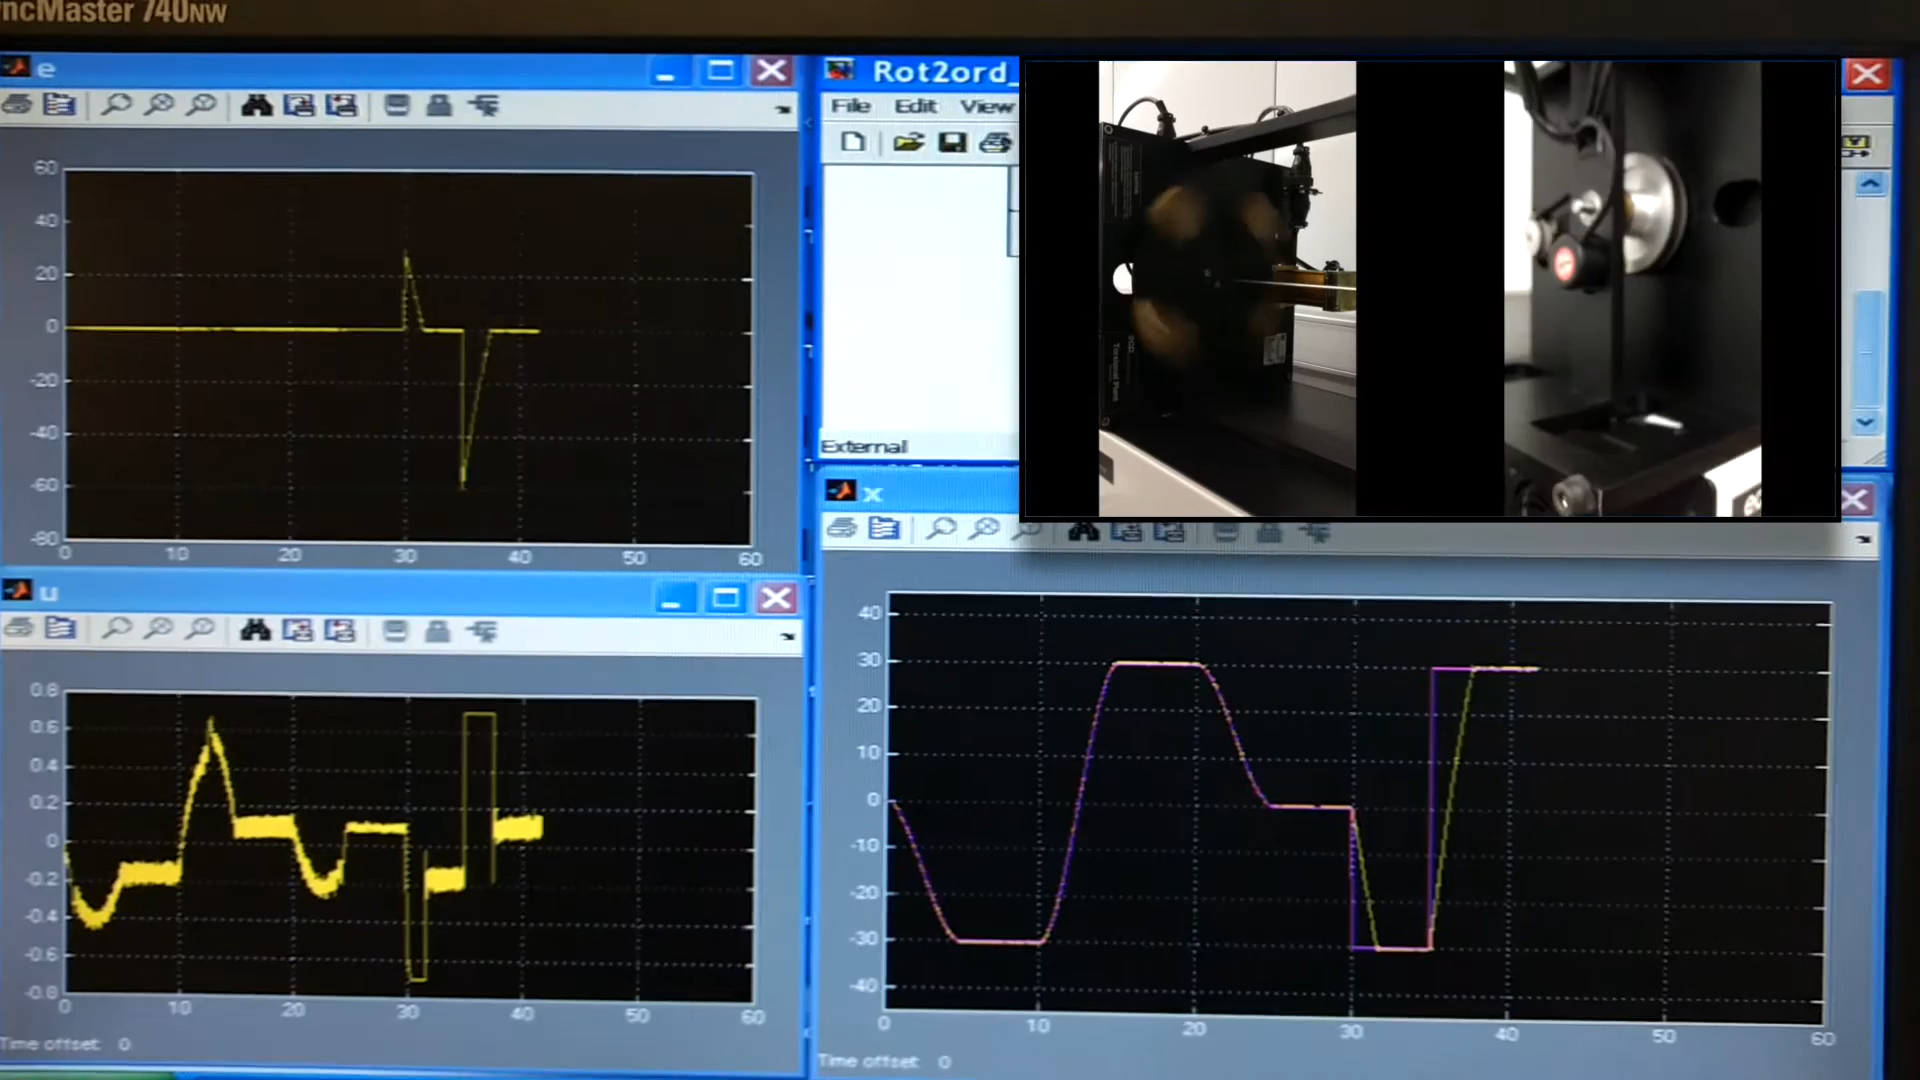 ncMaster 740NW
e
60
40
20
0
-20
-40
-60
-80
0 10 20 30 40 50 60
u
0.8
0.6
0.4
0.2
0
-0.2
-0.4
-0.6
-0.8
0 10 20 30 40 50 60
Time offset: 0
Rot2ord_
File Edit View
External
Torsional Plant
x
40
30
20
10
0
-10
-20
-30
-40
0 10 20 30 40 50 60
Time offset: 0